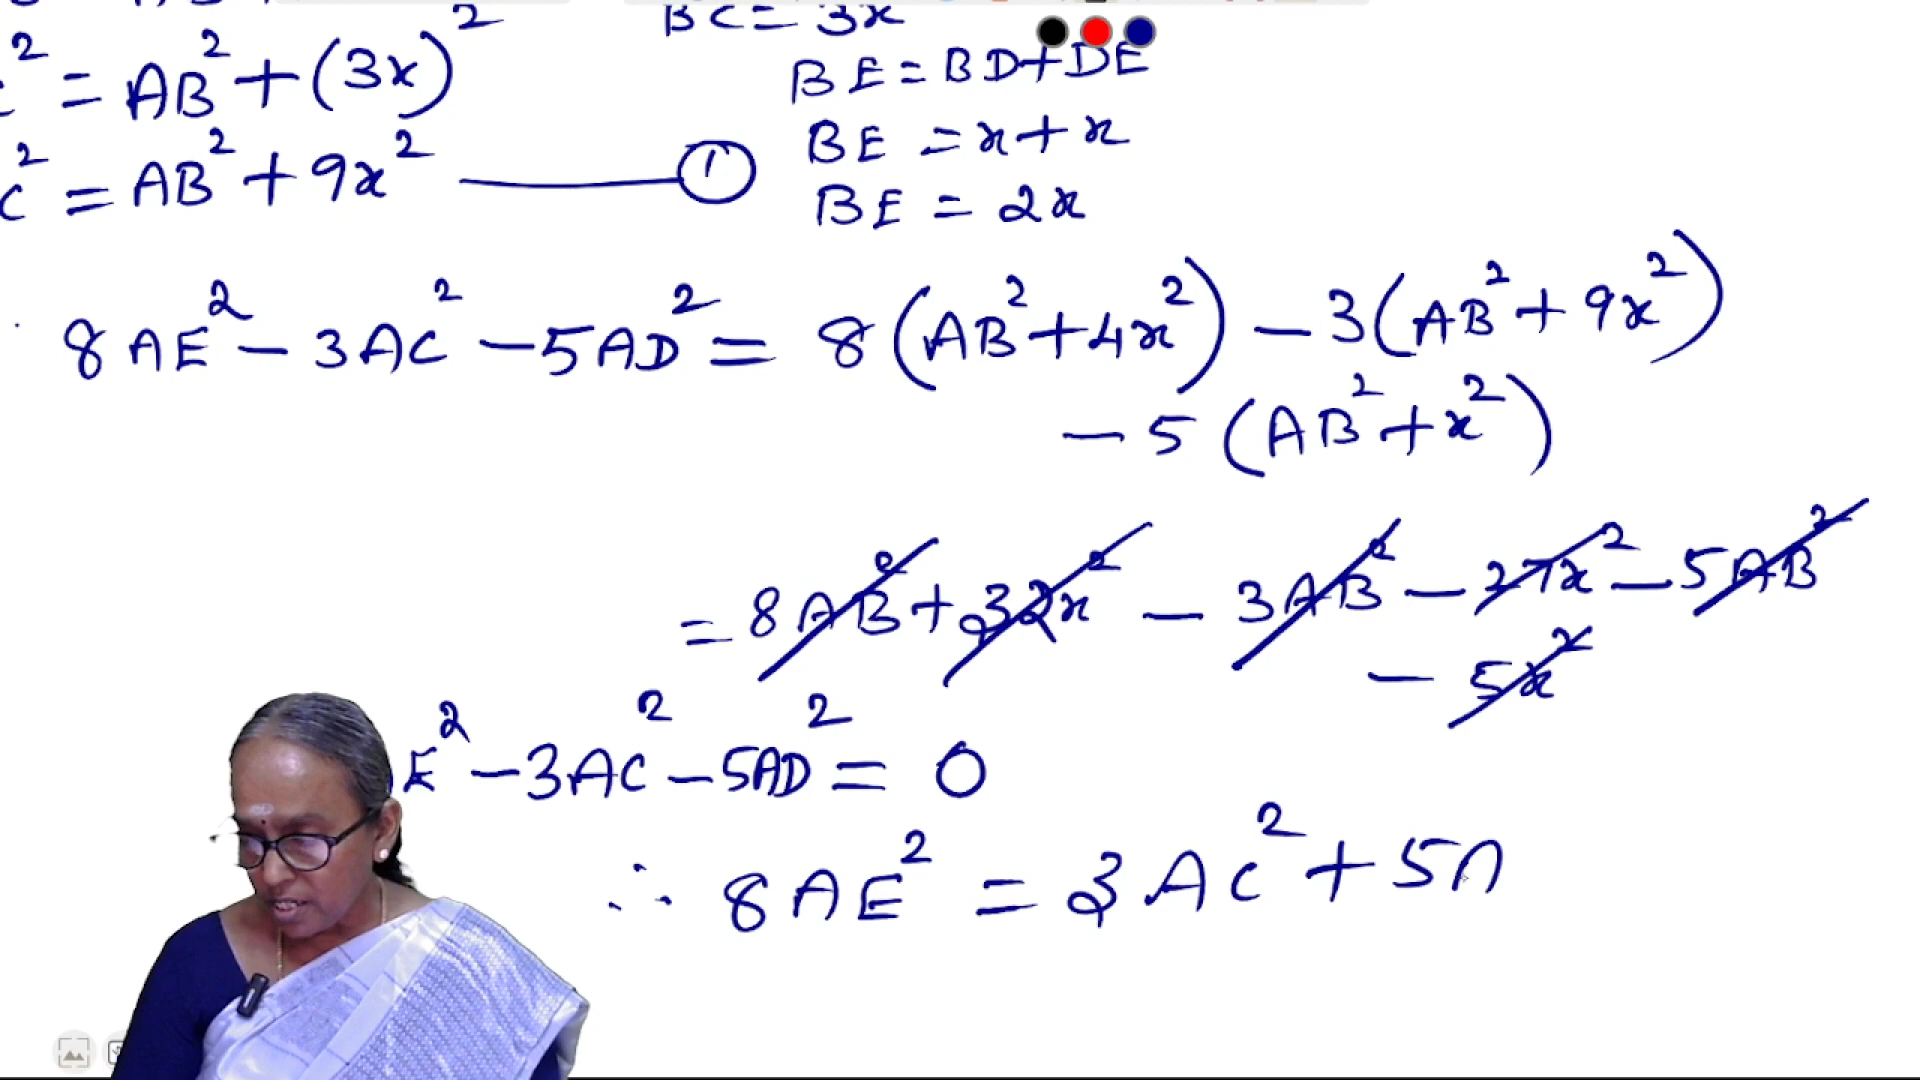 BC = 3x
² = AB² + (3x)²
BE = BD + DE
BE = x + x
C² = AB² + 9x² ——— ①
BE = 2x
8AE² - 3AC² - 5AD² = 8(AB² + 4x²) - 3(AB² + 9x²)
- 5(AB² + x²)
= 8AB² + 32x² - 3AB² - 27x² - 5AB²
- 5x²
E² - 3AC² - 5AD² = 0
∴ 8AE² = 3AC² + 5A